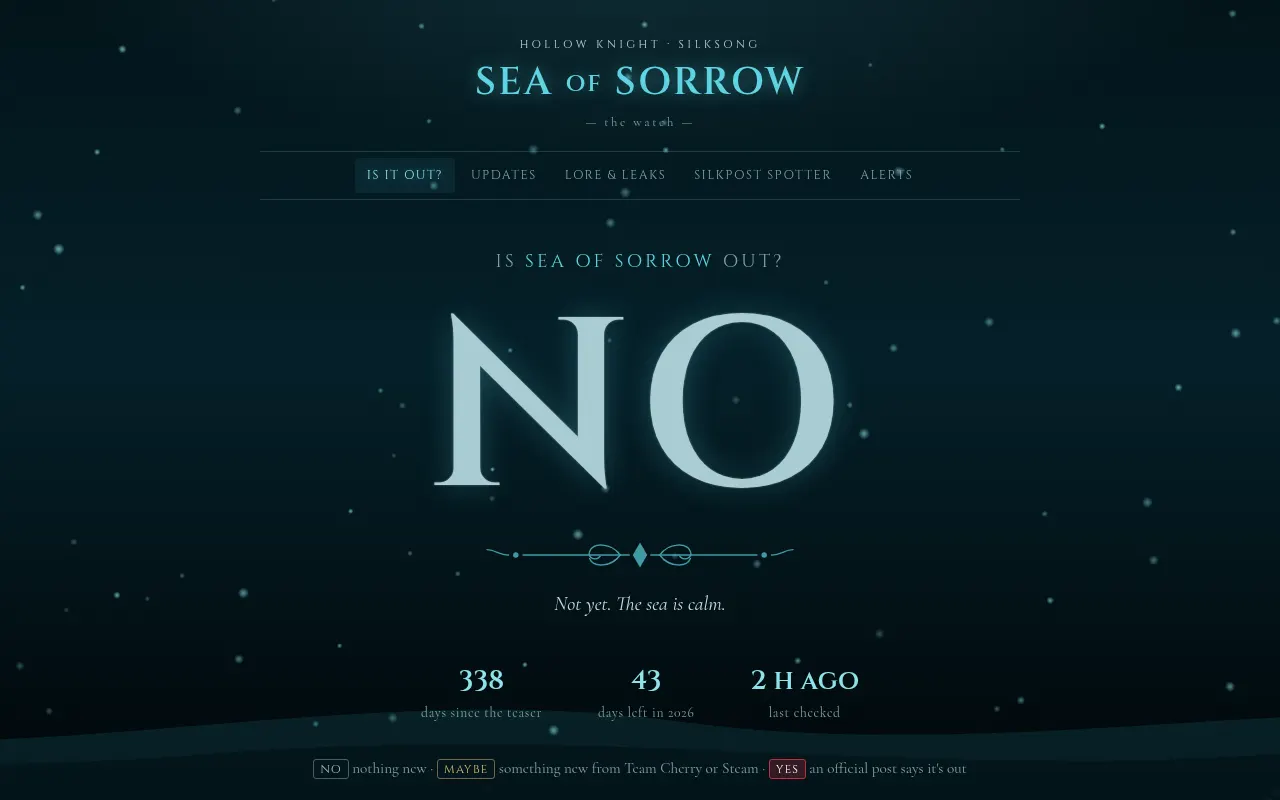 HOLLOW KNIGHT · SILKSONG
SEA OF SORROW
— the watch —
IS IT OUT? UPDATES LORE & LEAKS SILKPOST SPOTTER ALERTS
IS SEA OF SORROW OUT?
NO
Not yet. The sea is calm.
338 43 2 H AGO
days since the teaser days left in 2026 last checked
NO nothing new · MAYBE something new from Team Cherry or Steam · YES an official post says it's out